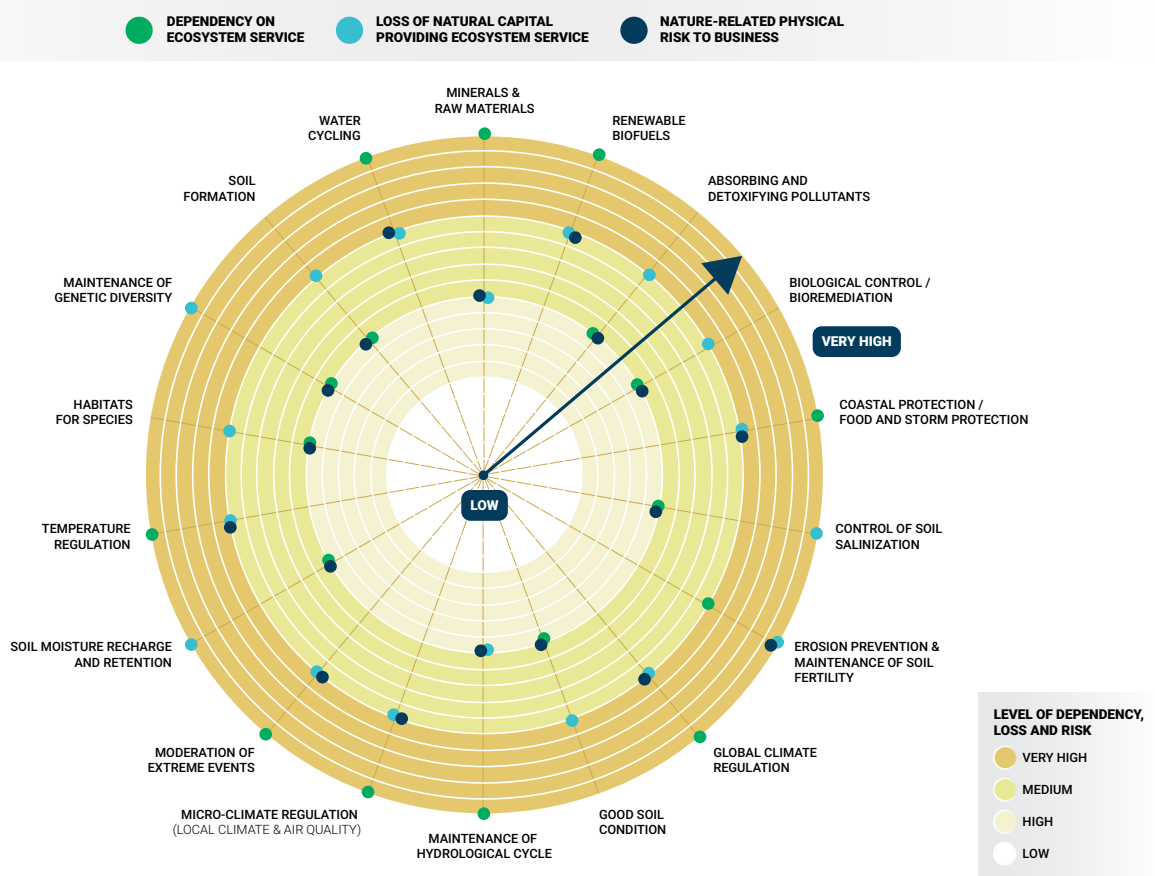 DEPENDENCY ON
ECOSYSTEM SERVICE
LOSS OF NATURAL CAPITAL
PROVIDING ECOSYSTEM SERVICE
NATURE-RELATED PHYSICAL
RISK TO BUSINESS
MINERALS &
RAW MATERIALS
RENEWABLE
BIOFUELS
ABSORBING AND
DETOXIFYING POLLUTANTS
BIOLOGICAL CONTROL /
BIOREMEDIATION
VERY HIGH
COASTAL PROTECTION /
FOOD AND STORM PROTECTION
CONTROL OF SOIL
SALINIZATION
EROSION PREVENTION &
MAINTENANCE OF SOIL
FERTILITY
GLOBAL CLIMATE
REGULATION
GOOD SOIL
CONDITION
MAINTENANCE OF
HYDROLOGICAL CYCLE
MICRO-CLIMATE REGULATION
(LOCAL CLIMATE & AIR QUALITY)
MODERATION OF
EXTREME EVENTS
SOIL MOISTURE RECHARGE
AND RETENTION
TEMPERATURE
REGULATION
HABITATS
FOR SPECIES
MAINTENANCE OF
GENETIC DIVERSITY
SOIL
FORMATION
WATER
CYCLING
LOW
LEVEL OF DEPENDENCY,
LOSS AND RISK
VERY HIGH
MEDIUM
HIGH
LOW